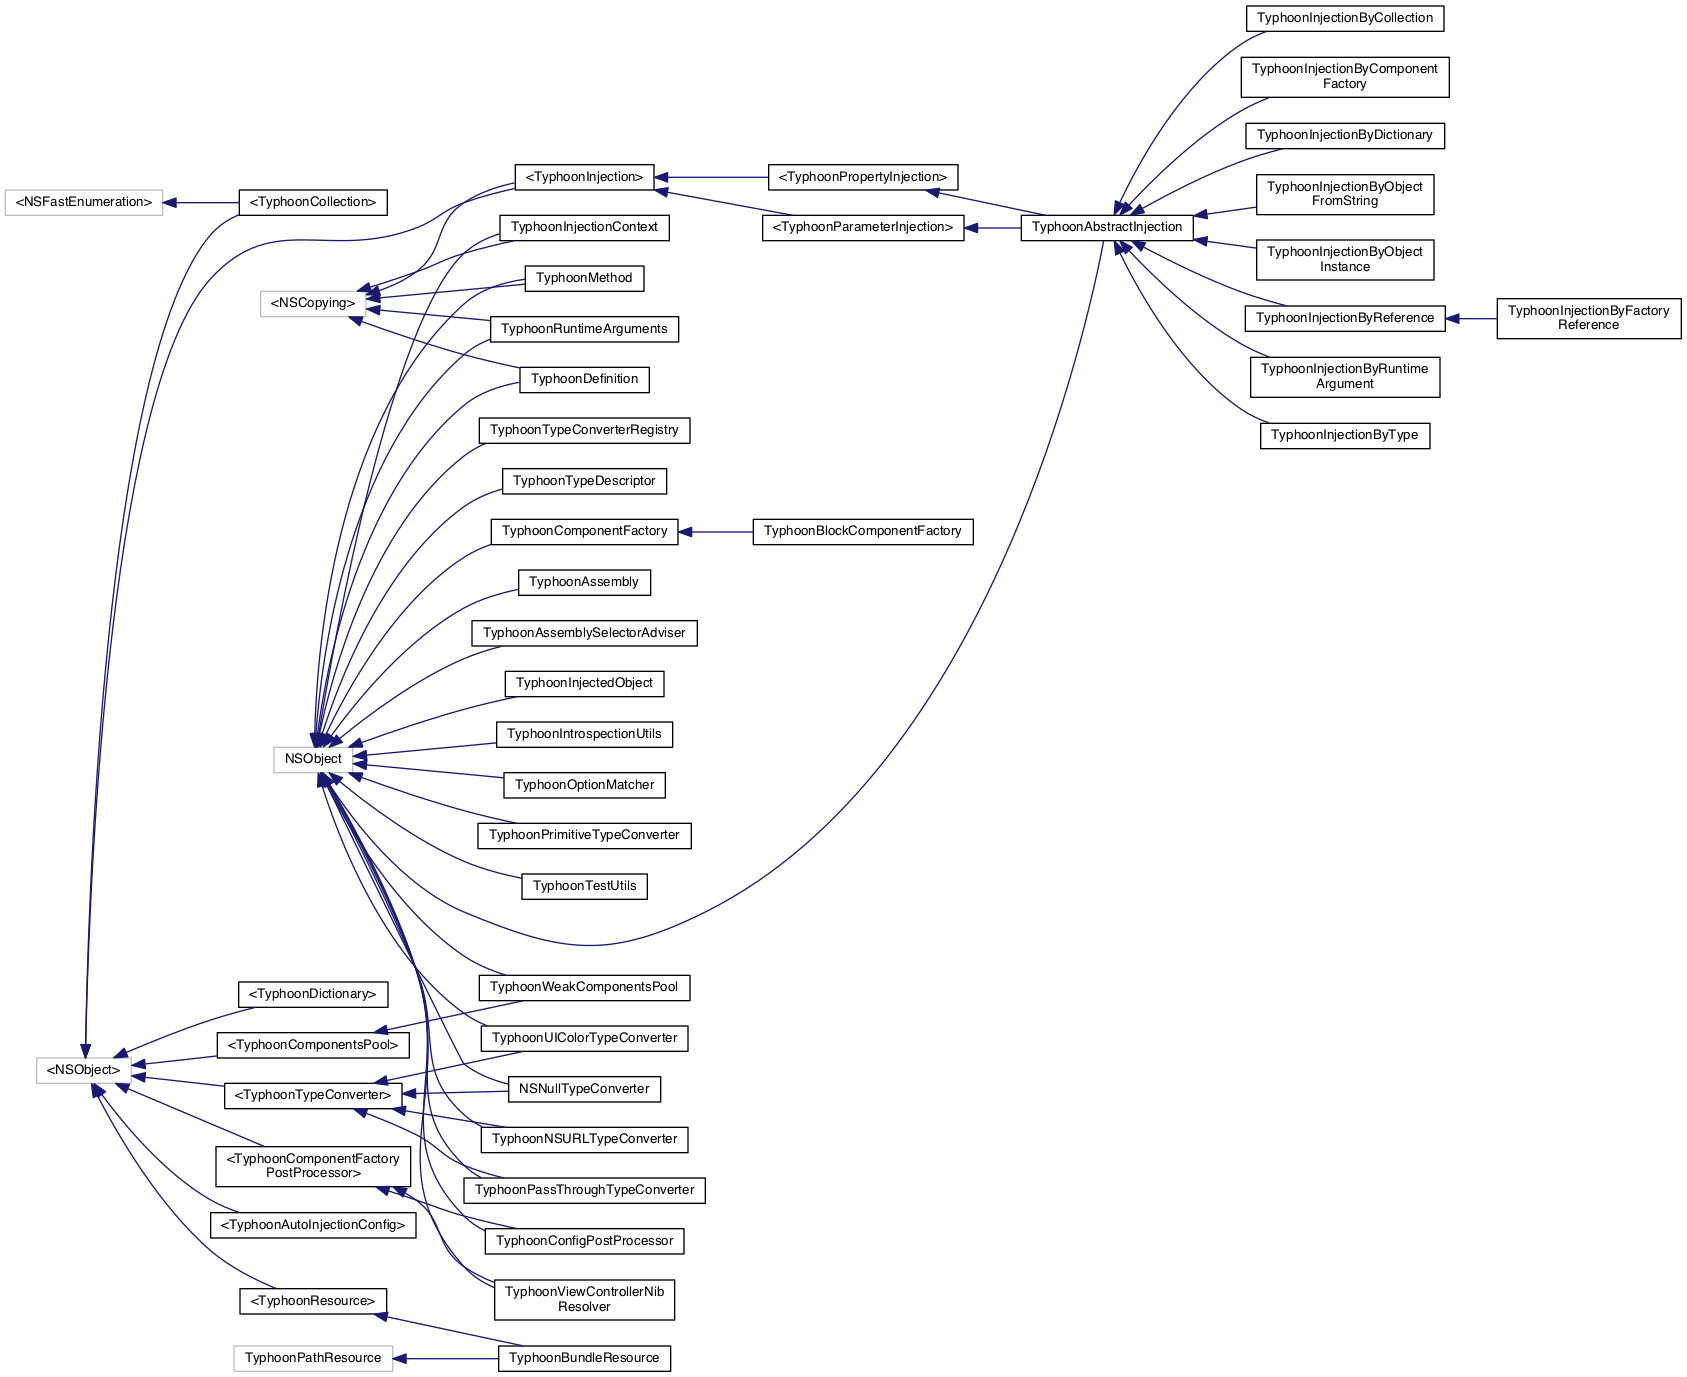 TyphoonInjectionByCollection
TyphoonInjectionByComponent
Factory
TyphoonInjectionByDictionary
<TyphoonInjection>
<TyphoonPropertyInjection>
TyphoonInjectionByObject
FromString
<NSFastEnumeration>
<TyphoonCollection>
TyphoonInjectionContext
<TyphoonParameterInjection>
TyphoonAbstractInjection
TyphoonInjectionByObject
Instance
TyphoonMethod
<NSCopying>
TyphoonInjectionByReference
TyphoonInjectionByFactory
Reference
TyphoonRuntimeArguments
TyphoonInjectionByRuntime
Argument
TyphoonDefinition
TyphoonTypeConverterRegistry
TyphoonInjectionByType
TyphoonTypeDescriptor
TyphoonComponentFactory
TyphoonBlockComponentFactory
TyphoonAssembly
TyphoonAssemblySelectorAdviser
TyphoonInjectedObject
TyphoonIntrospectionUtils
NSObject
TyphoonOptionMatcher
TyphoonPrimitiveTypeConverter
TyphoonTestUtils
TyphoonWeakComponentsPool
<TyphoonDictionary>
TyphoonUIColorTypeConverter
<TyphoonComponentsPool>
<NSObject>
NSNullTypeConverter
<TyphoonTypeConverter>
TyphoonNSURLTypeConverter
<TyphoonComponentFactory
PostProcessor>
TyphoonPassThroughTypeConverter
<TyphoonAutoInjectionConfig>
TyphoonConfigPostProcessor
TyphoonViewControllerNib
Resolver
<TyphoonResource>
TyphoonPathResource
TyphoonBundleResource